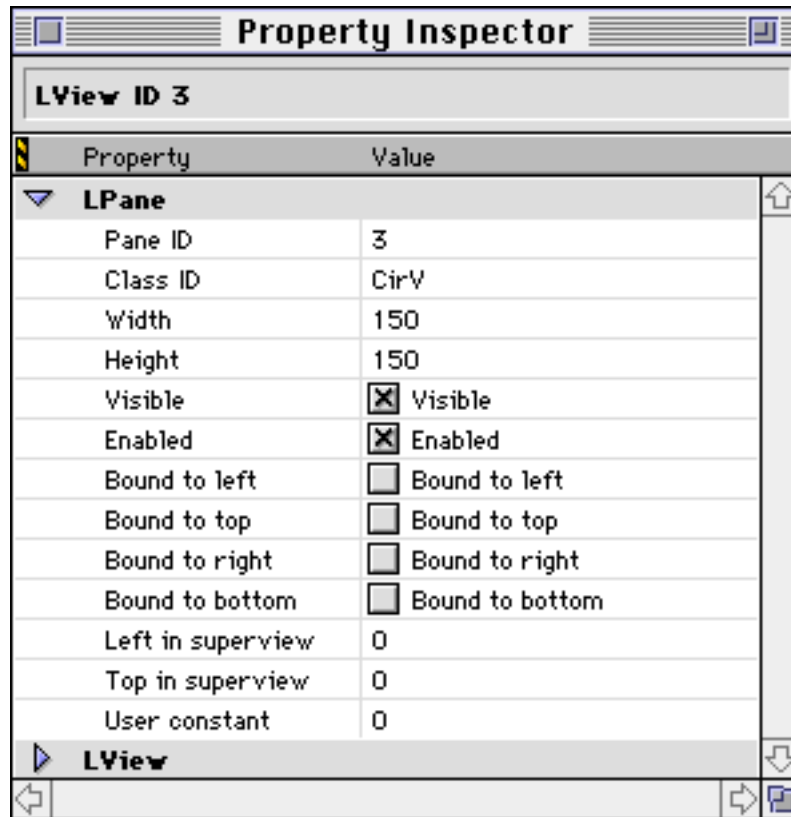 Property Inspector
LView ID 3
Property Value
LPane
Pane ID 3
Class ID CirV
Width 150
Height 150
Visible Visible
Enabled Enabled
Bound to left Bound to left
Bound to top Bound to top
Bound to right Bound to right
Bound to bottom Bound to bottom
Left in superview 0
Top in superview 0
User constant 0
LView